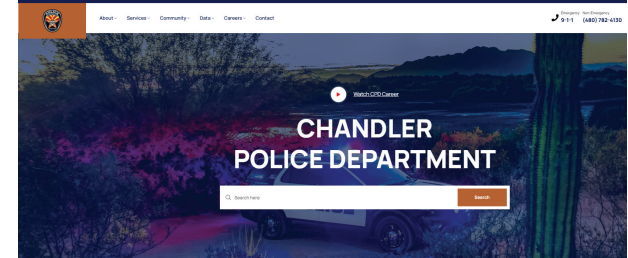 About
Services
Community
Data
Careers
Contact
Emergency
9-1-1
Non Emergency
(480) 782-4130
Watch CPD Career
CHANDLER
POLICE DEPARTMENT
Search here
Search